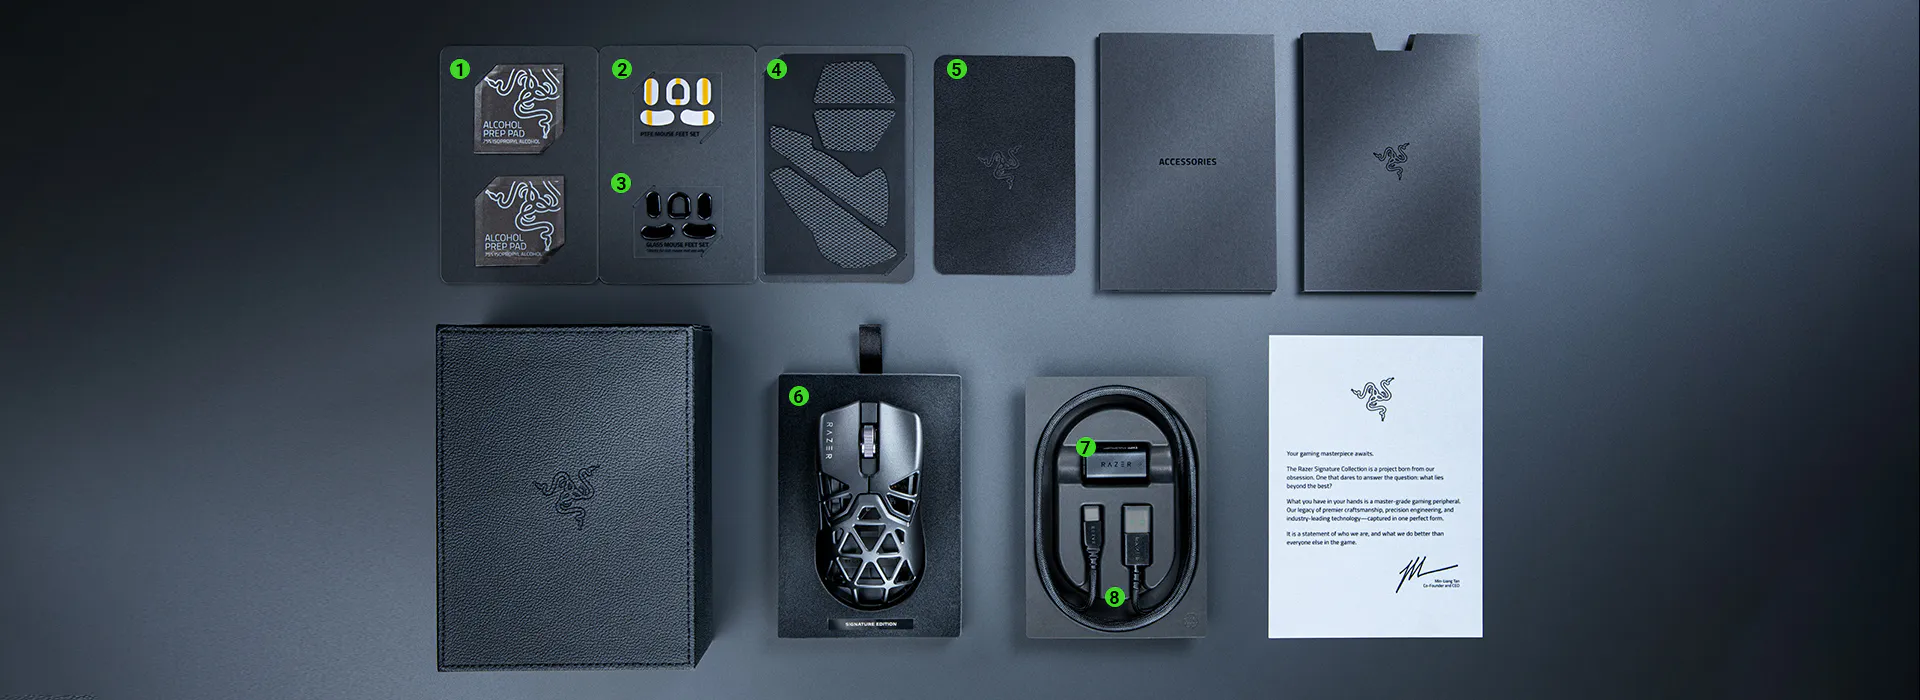 1
ALCOHOL
PREP PAD
75% ISOPROPYL ALCOHOL
ALCOHOL
PREP PAD
75% ISOPROPYL ALCOHOL
2
PTFE MOUSE FEET SET
3
GLASS MOUSE FEET SET
4
5
ACCESSORIES
6
RAZER
SIGNATURE EDITION
7
RAZER
8
Your gaming masterpiece awaits.
The Razer Signature Collection is a project born from our
obsession. One that dares to answer the question: what lies
beyond the best?
What you have in your hands is a master-grade gaming peripheral.
Our legacy of premier craftsmanship, precision engineering, and
industry-leading technology—captured in one perfect form.
It is a statement of who we are, and what we do better than
everyone else in the game.
Min-Liang Tan
Co-Founder and CEO